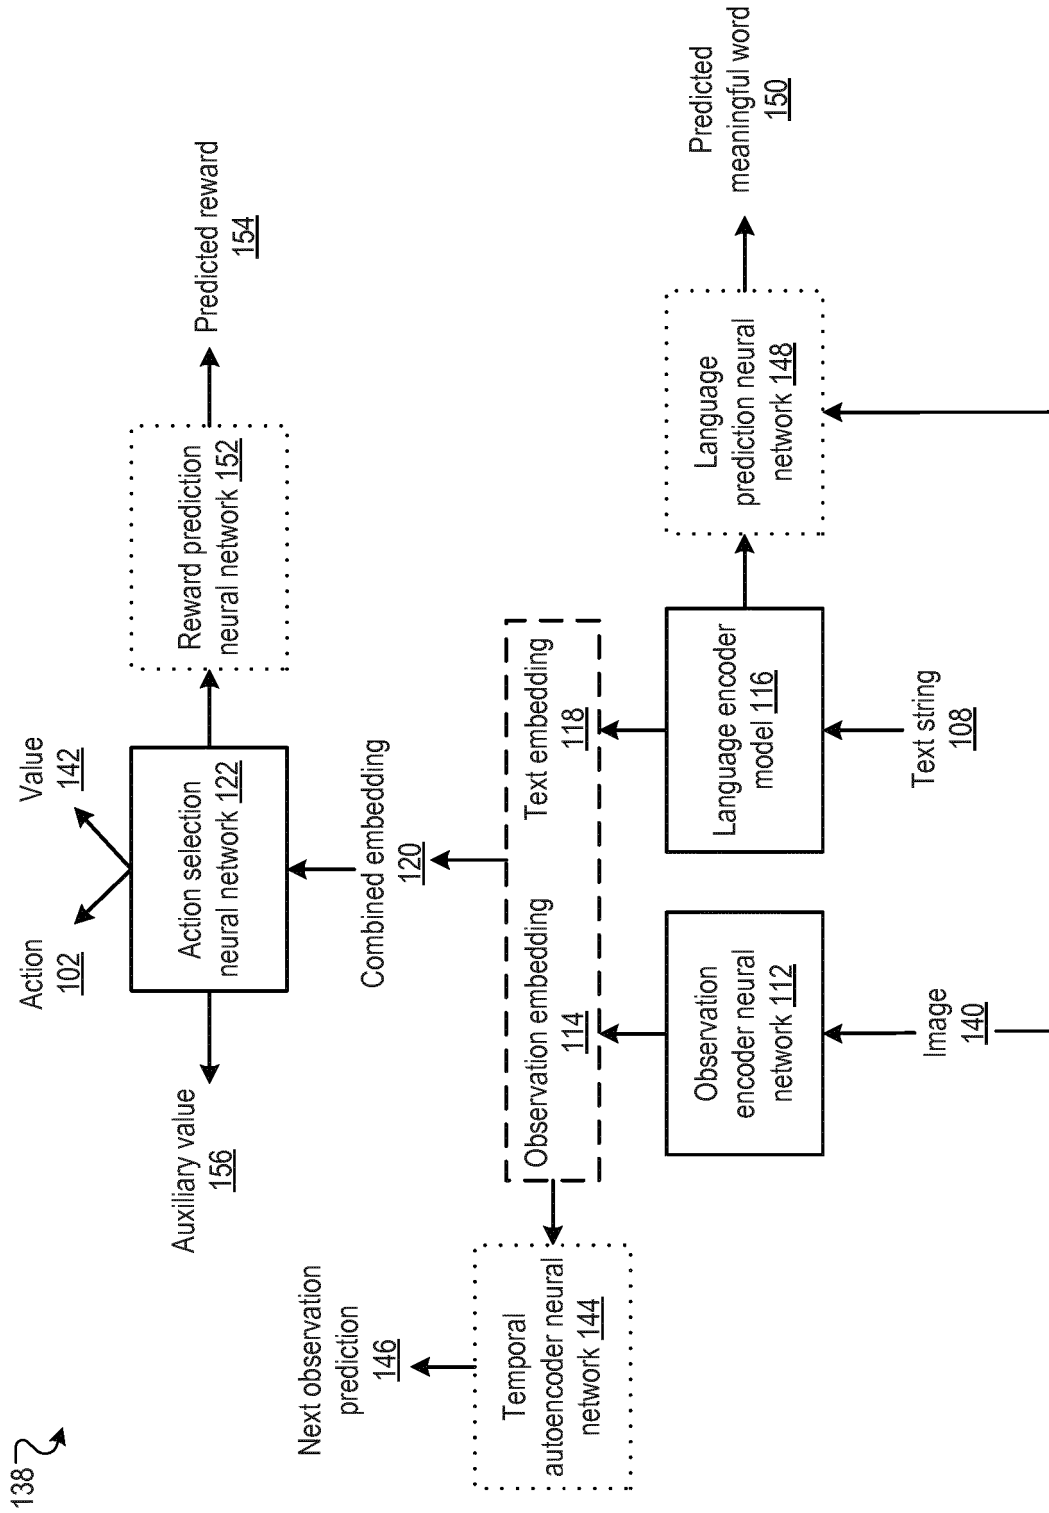 138
Action
102
Value
142
Auxiliary value
156
Action selection
neural network 122
Reward prediction
neural network 152
Predicted reward
154
Next observation
prediction
146
Combined embedding
120
Temporal
autoencoder neural
network 144
Observation embedding
114
Text embedding
118
Observation
encoder neural
network 112
Language encoder
model 116
Language
prediction neural
network 148
Predicted
meaningful word
150
Image
140
Text string
108